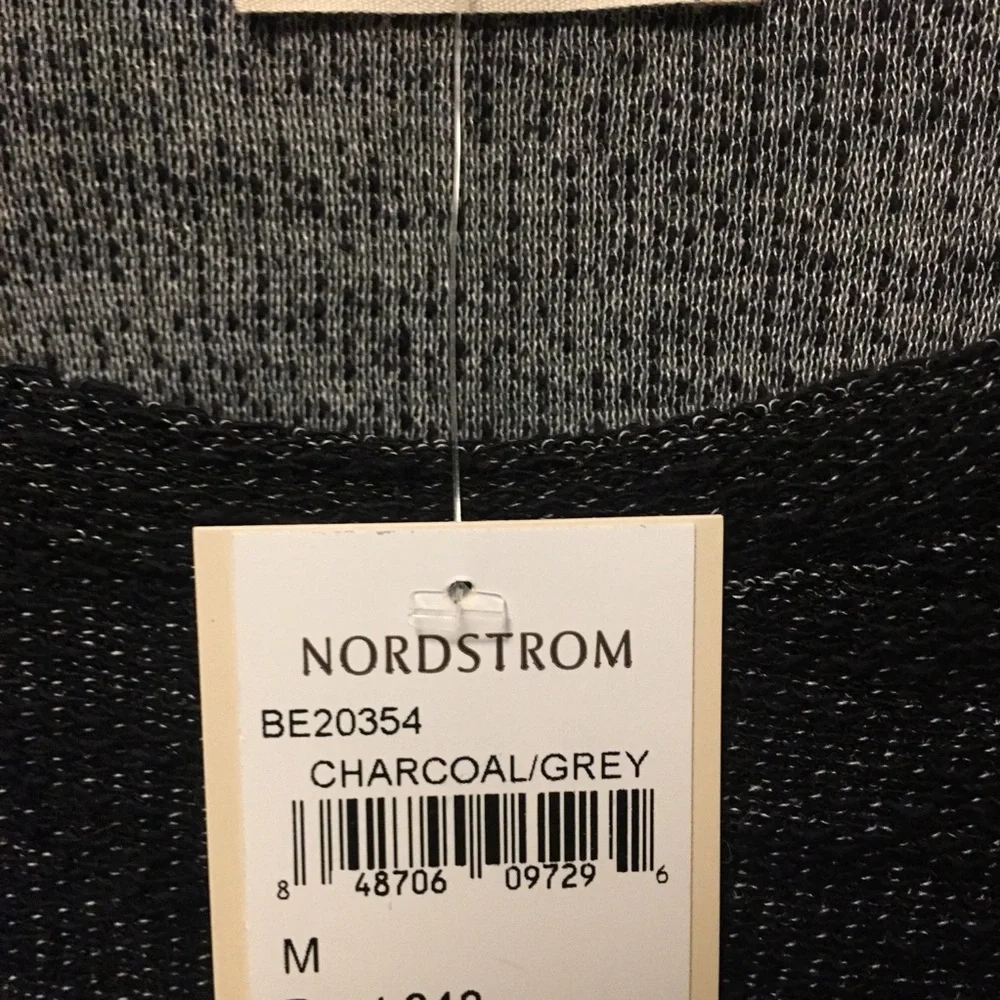 NORDSTROM
BE20354
CHARCOAL/GREY
8 48706 09729 6
M